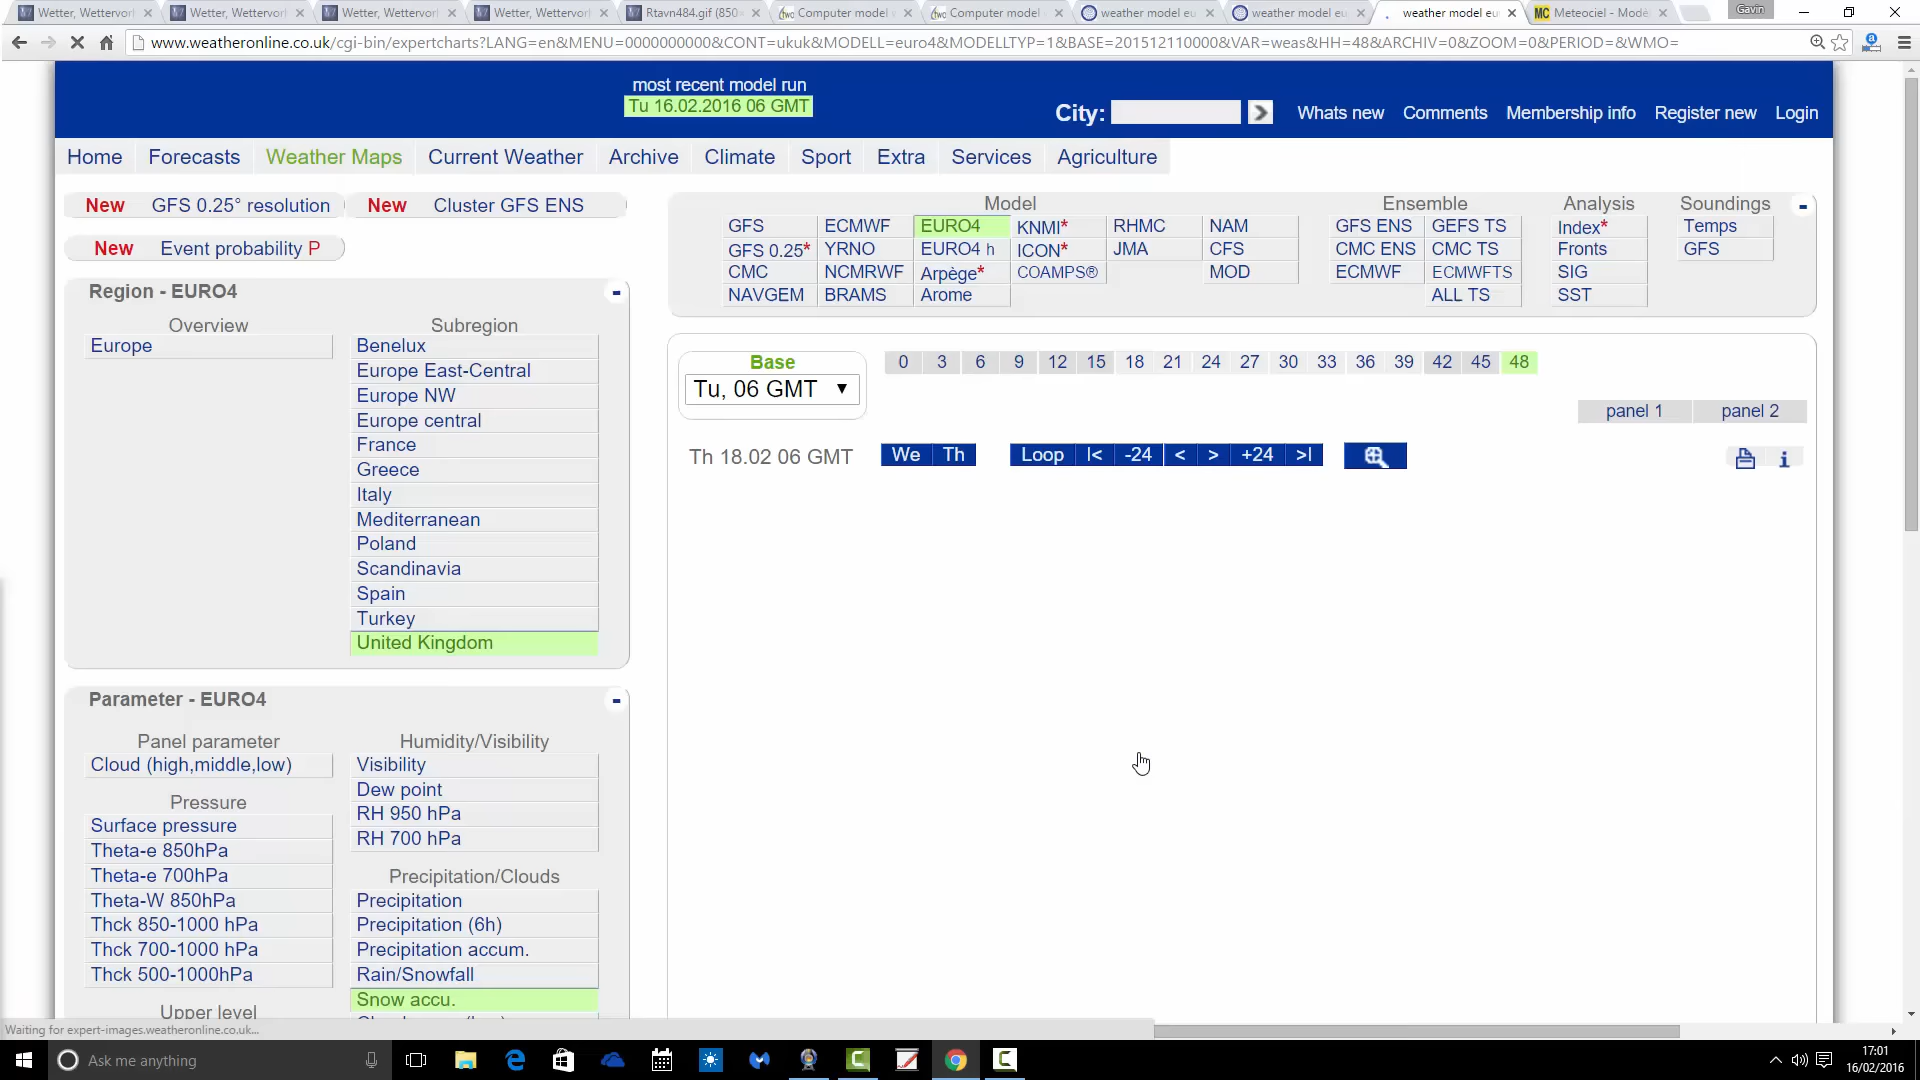 Wetter, Wettervor
Wetter, Wettervor
Wetter, Wettervor
Wetter, Wettervor
Rtavn484.gif (850×
Computer model
Computer model
weather model eu
weather model eu
weather model eu
Meteociel - Modè
Gavin
www.weatheronline.co.uk/cgi-bin/expertcharts?LANG=en&MENU=0000000000&CONT=ukuk&MODELL=euro4&MODELLTYP=1&BASE=201512110000&VAR=weas&HH=48&ARCHIV=0&ZOOM=0&PERIOD=&WMO=
most recent model run
Tu 16.02.2016 06 GMT
City:
Whats new Comments Membership info Register new Login
Home Forecasts Weather Maps Current Weather Archive Climate Sport Extra Services Agriculture
New GFS 0.25° resolution New Cluster GFS ENS
New Event probability P
Model Ensemble Analysis Soundings -
GFS ECMWF EURO4 KNMI* RHMC NAM GFS ENS GEFS TS Index* Temps
GFS 0.25* YRNO EURO4 h ICON* JMA CFS CMC ENS CMC TS Fronts GFS
CMC NCMRWF Arpège* COAMPS® MOD ECMWF ECMWFTS SIG
NAVGEM BRAMS Arome ALL TS SST
Region - EURO4 -
Overview Subregion
Europe Benelux
Europe East-Central
Europe NW
Europe central
France
Greece
Italy
Mediterranean
Poland
Scandinavia
Spain
Turkey
United Kingdom
Base
Tu, 06 GMT ▼
0 3 6 9 12 15 18 21 24 27 30 33 36 39 42 45 48
panel 1 panel 2
Th 18.02 06 GMT We Th Loop |< -24 < > +24 >|
Parameter - EURO4 -
Panel parameter
Cloud (high,middle,low)
Pressure
Surface pressure
Theta-e 850hPa
Theta-e 700hPa
Theta-W 850hPa
Thck 850-1000 hPa
Thck 700-1000 hPa
Thck 500-1000hPa
Upper level
Humidity/Visibility
Visibility
Dew point
RH 950 hPa
RH 700 hPa
Precipitation/Clouds
Precipitation
Precipitation (6h)
Precipitation accum.
Rain/Snowfall
Snow accu.
Waiting for expert-images.weatheronline.co.uk...
Ask me anything
17:01
16/02/2016